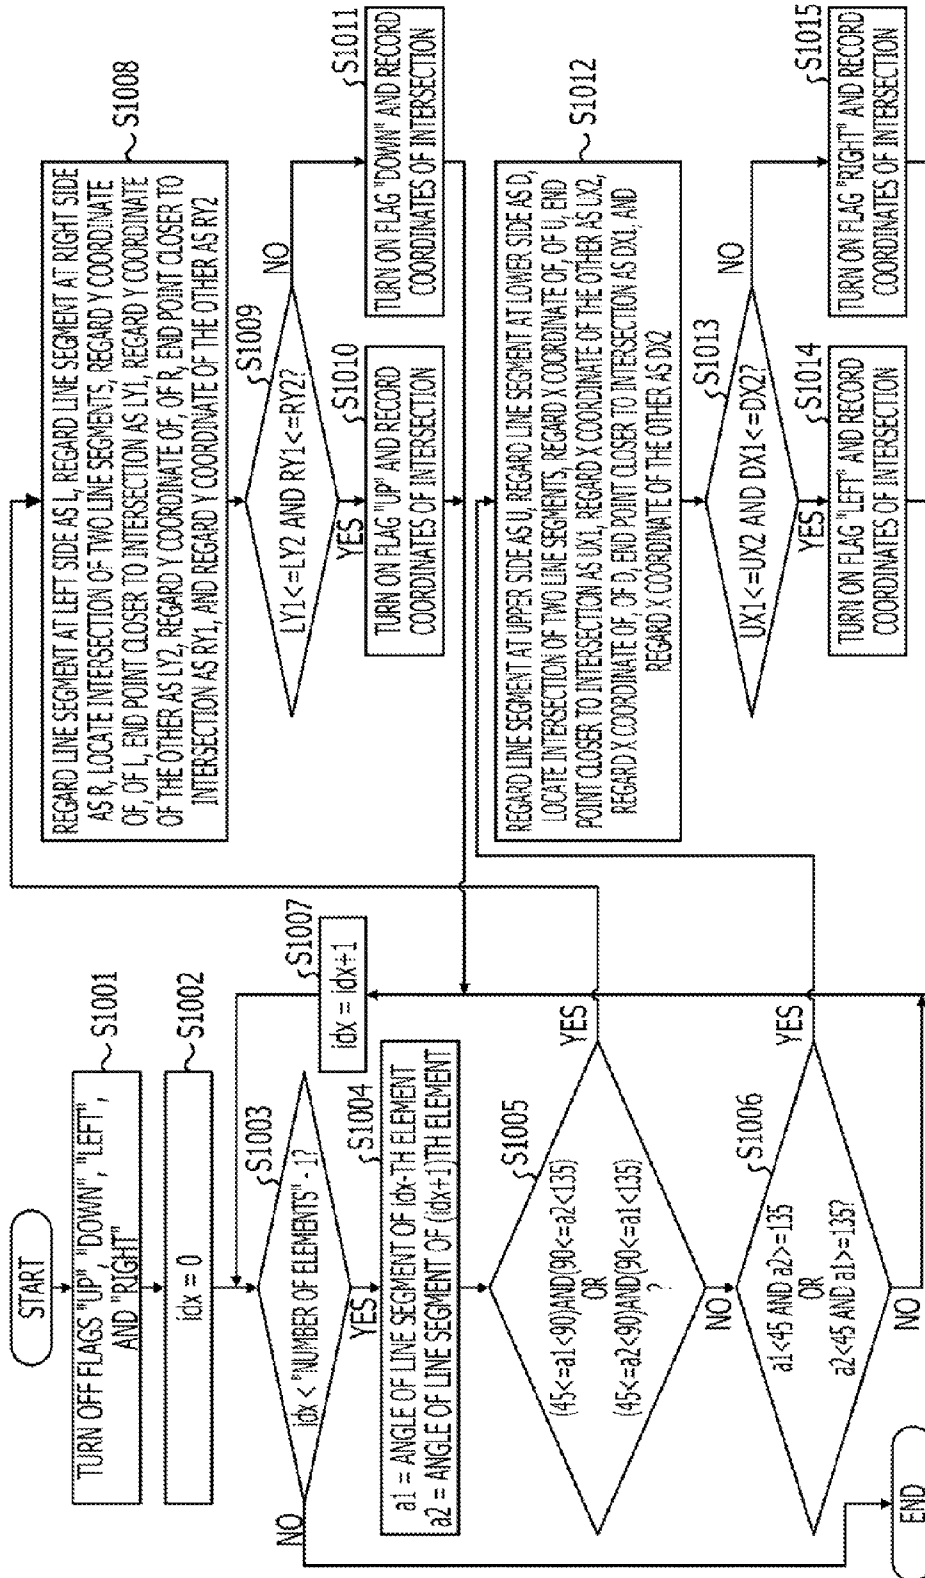 START
TURN OFF FLAGS "UP", "DOWN", "LEFT",
AND "RIGHT"
S1001
idx = 0
S1002
idx < "NUMBER OF ELEMENTS" - 1?
S1003
NO
YES
a1 = ANGLE OF LINE SEGMENT OF idx-TH ELEMENT
a2 = ANGLE OF LINE SEGMENT OF (idx+1)TH ELEMENT
S1004
(45<=a1<90)AND(90<=a2<135)
OR
(45<=a2<90)AND(90<=a1<135)
?
S1005
YES
NO
a1<45 AND a2>=135
OR
a2<45 AND a1>=135?
S1006
YES
NO
END
idx = idx+1
S1007
REGARD LINE SEGMENT AT LEFT SIDE AS L, REGARD LINE SEGMENT AT RIGHT SIDE
AS R, LOCATE INTERSECTION OF TWO LINE SEGMENTS, REGARD Y COORDINATE
OF, OF L, END POINT CLOSER TO INTERSECTION AS LY1, REGARD Y COORDINATE
OF THE OTHER AS LY2, REGARD Y COORDINATE OF, OF R, END POINT CLOSER TO
INTERSECTION AS RY1, AND REGARD Y COORDINATE OF THE OTHER AS RY2
S1008
LY1<=LY2 AND RY1<=RY2?
S1009
YES
NO
TURN ON FLAG "UP" AND RECORD
COORDINATES OF INTERSECTION
S1010
TURN ON FLAG "DOWN" AND RECORD
COORDINATES OF INTERSECTION
S1011
REGARD LINE SEGMENT AT UPPER SIDE AS U, REGARD LINE SEGMENT AT LOWER SIDE AS D,
LOCATE INTERSECTION OF TWO LINE SEGMENTS, REGARD X COORDINATE OF, OF U, END
POINT CLOSER TO INTERSECTION AS UX1, REGARD X COORDINATE OF THE OTHER AS UX2,
REGARD X COORDINATE OF, OF D, END POINT CLOSER TO INTERSECTION AS DX1, AND
REGARD X COORDINATE OF THE OTHER AS DX2
S1012
UX1<=UX2 AND DX1<=DX2?
S1013
YES
NO
TURN ON FLAG "LEFT" AND RECORD
COORDINATES OF INTERSECTION
S1014
TURN ON FLAG "RIGHT" AND RECORD
COORDINATES OF INTERSECTION
S1015